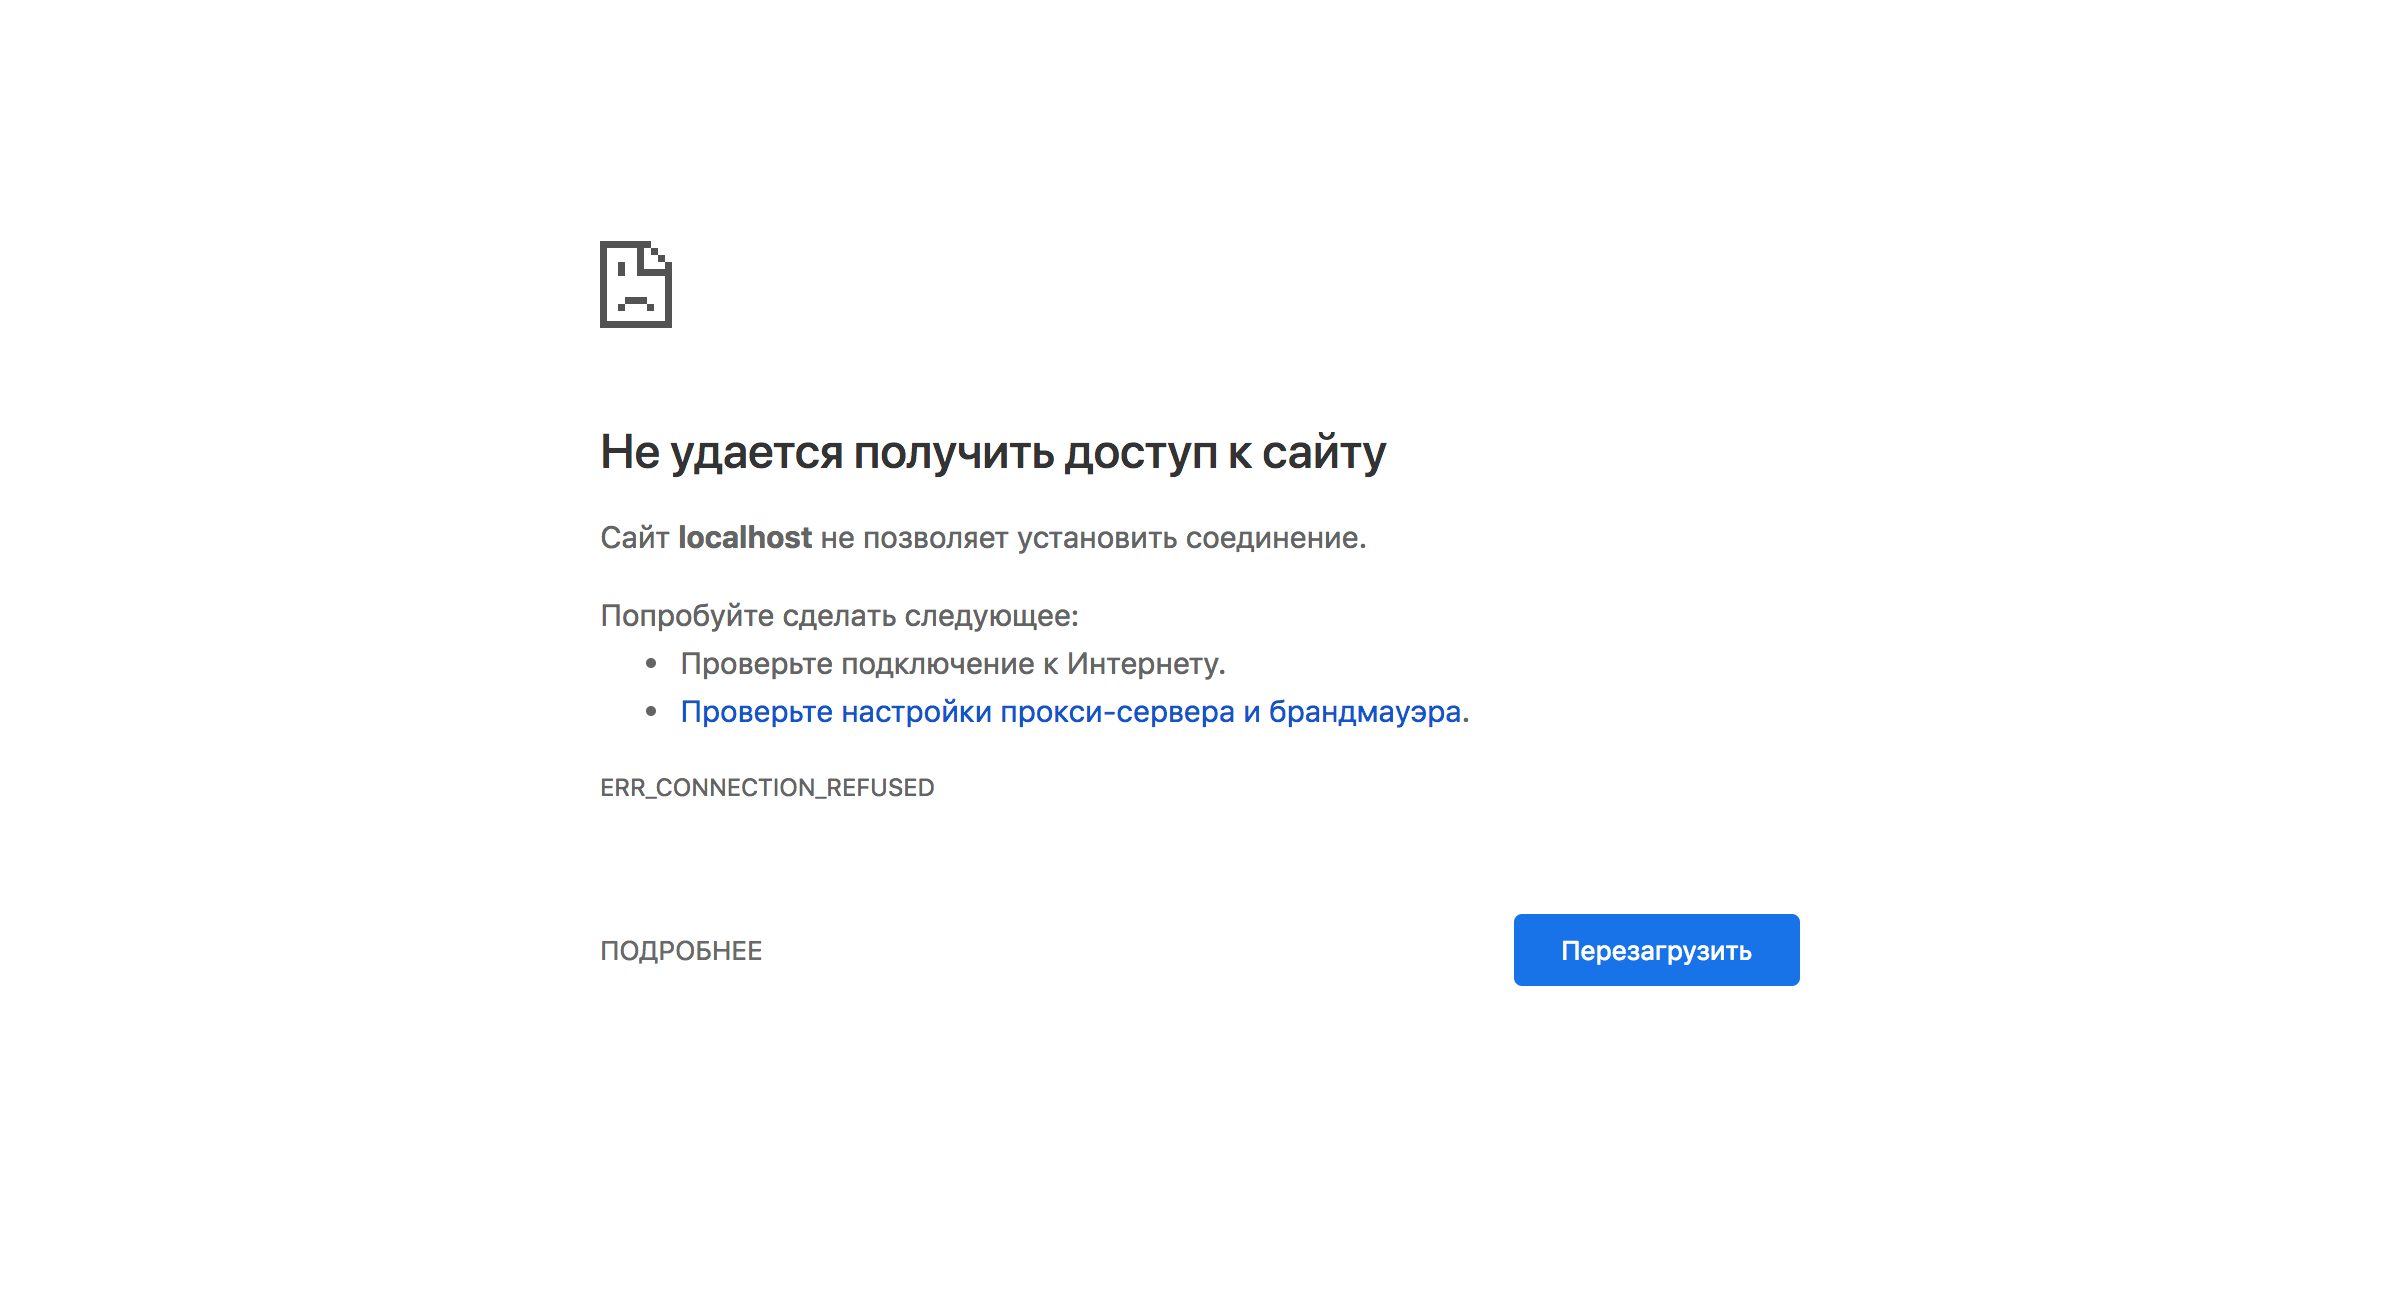 Не удается получить доступ к сайту
Сайт localhost не позволяет установить соединение.
Попробуйте сделать следующее:
• Проверьте подключение к Интернету.
• Проверьте настройки прокси-сервера и брандмауэра.
ERR_CONNECTION_REFUSED
ПОДРОБНЕЕ
Перезагрузить